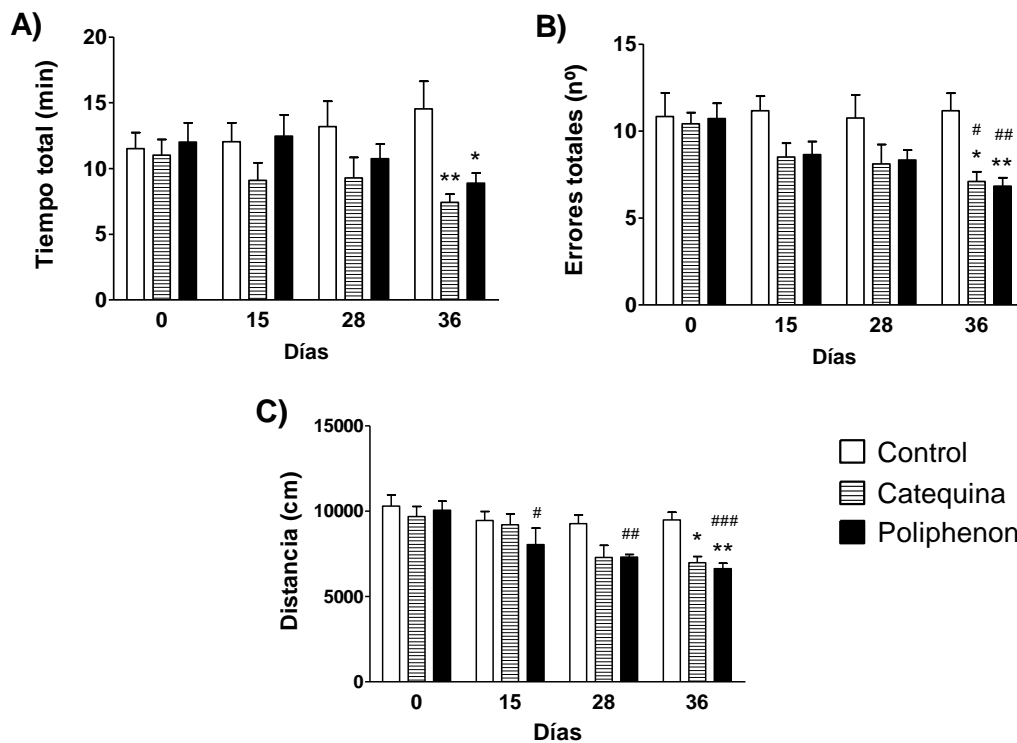 A)
Tiempo total (min)
20
15
10
5
0
** *
0 15 28 36
Días
B)
Errores totales (nº)
15
10
5
0
# ##
* **
0 15 28 36
Días
C)
Distancia (cm)
15000
10000
5000
0
# ## ###
* **
0 15 28 36
Días
Control
Catequina
Poliphenon